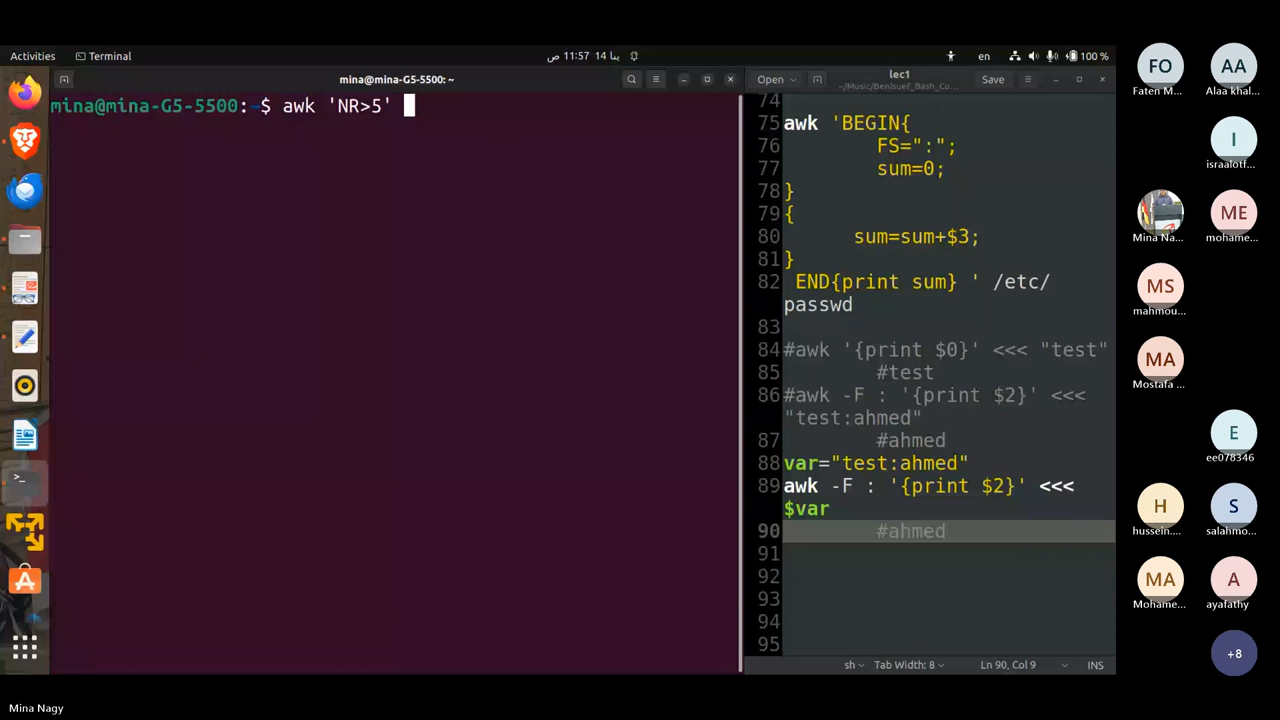 Activities
Terminal
ص 11:57 14 ينا
en
100 %
mina@mina-G5-5500: ~
mina@mina-G5-5500:~$ awk 'NR>5'
Open
lec1
~/Music/Benisuef_Bash_Co...
Save
74
75 awk 'BEGIN{
76 FS=":";
77 sum=0;
78 }
79 {
80 sum=sum+$3;
81 }
82 END{print sum} ' /etc/
passwd
83
84 #awk '{print $0}' <<< "test"
85 #test
86 #awk -F : '{print $2}' <<<
"test:ahmed"
87 #ahmed
88 var="test:ahmed"
89 awk -F : '{print $2}' <<<
$var
90 #ahmed
91
92
93
94
95
sh
Tab Width: 8
Ln 90, Col 9
INS
FO
Faten M...
AA
Alaa khal...
I
israalotf...
Mina Na...
ME
mohame...
MS
mahmou...
MA
Mostafa ...
E
ee078346
H
hussein....
S
salahmo...
MA
Mohame...
A
ayafathy
+8
Mina Nagy